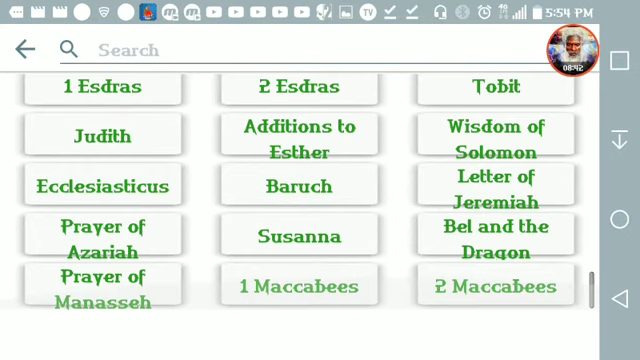 5:54 PM
Search
08:42
1 Esdras
2 Esdras
Tobit
Judith
Additions to
Esther
Wisdom of
Solomon
Ecclesiasticus
Baruch
Letter of
Jeremiah
Prayer of
Azariah
Susanna
Bel and the
Dragon
Prayer of
Manasseh
1 Maccabees
2 Maccabees